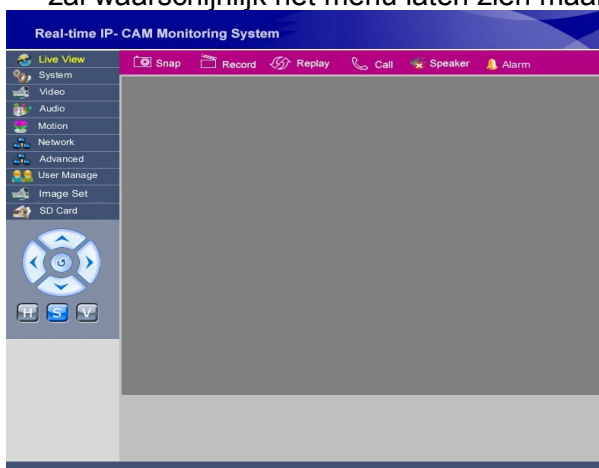 zal waarschijnlijk het menu laten zien maar
Real-time IP- CAM Monitoring System
Live View
Snap Record Replay Call Speaker Alarm
System
Video
Audio
Motion
Network
Advanced
User Manage
Image Set
SD Card
H S V